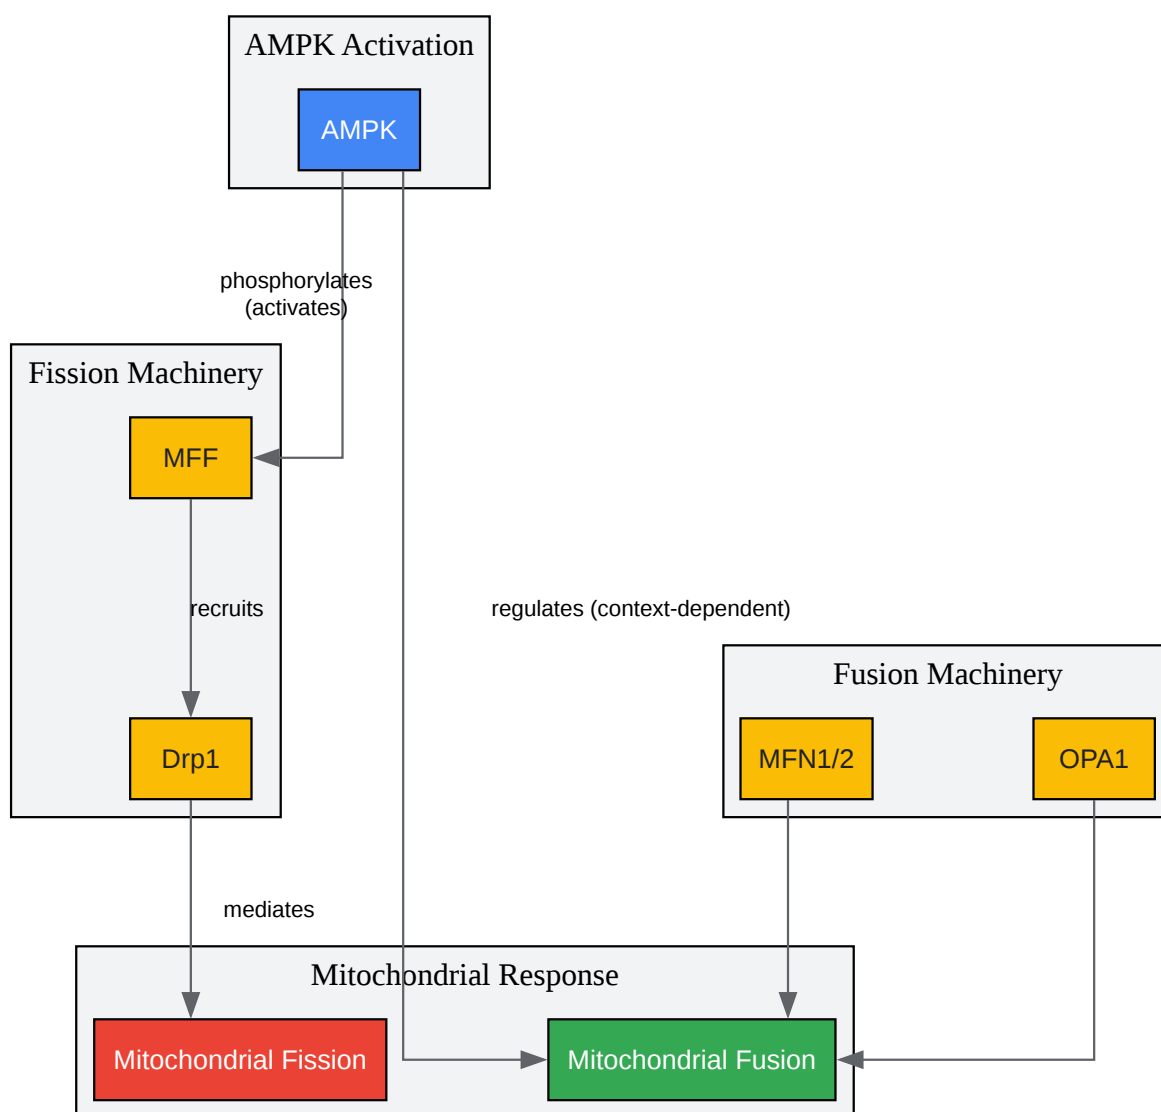 AMPK Activation
AMPK
phosphorylates
(activates)
Fission Machinery
MFF
recruits
regulates (context-dependent)
Fusion Machinery
Drp1
MFN1/2
OPA1
mediates
Mitochondrial Response
Mitochondrial Fission
Mitochondrial Fusion